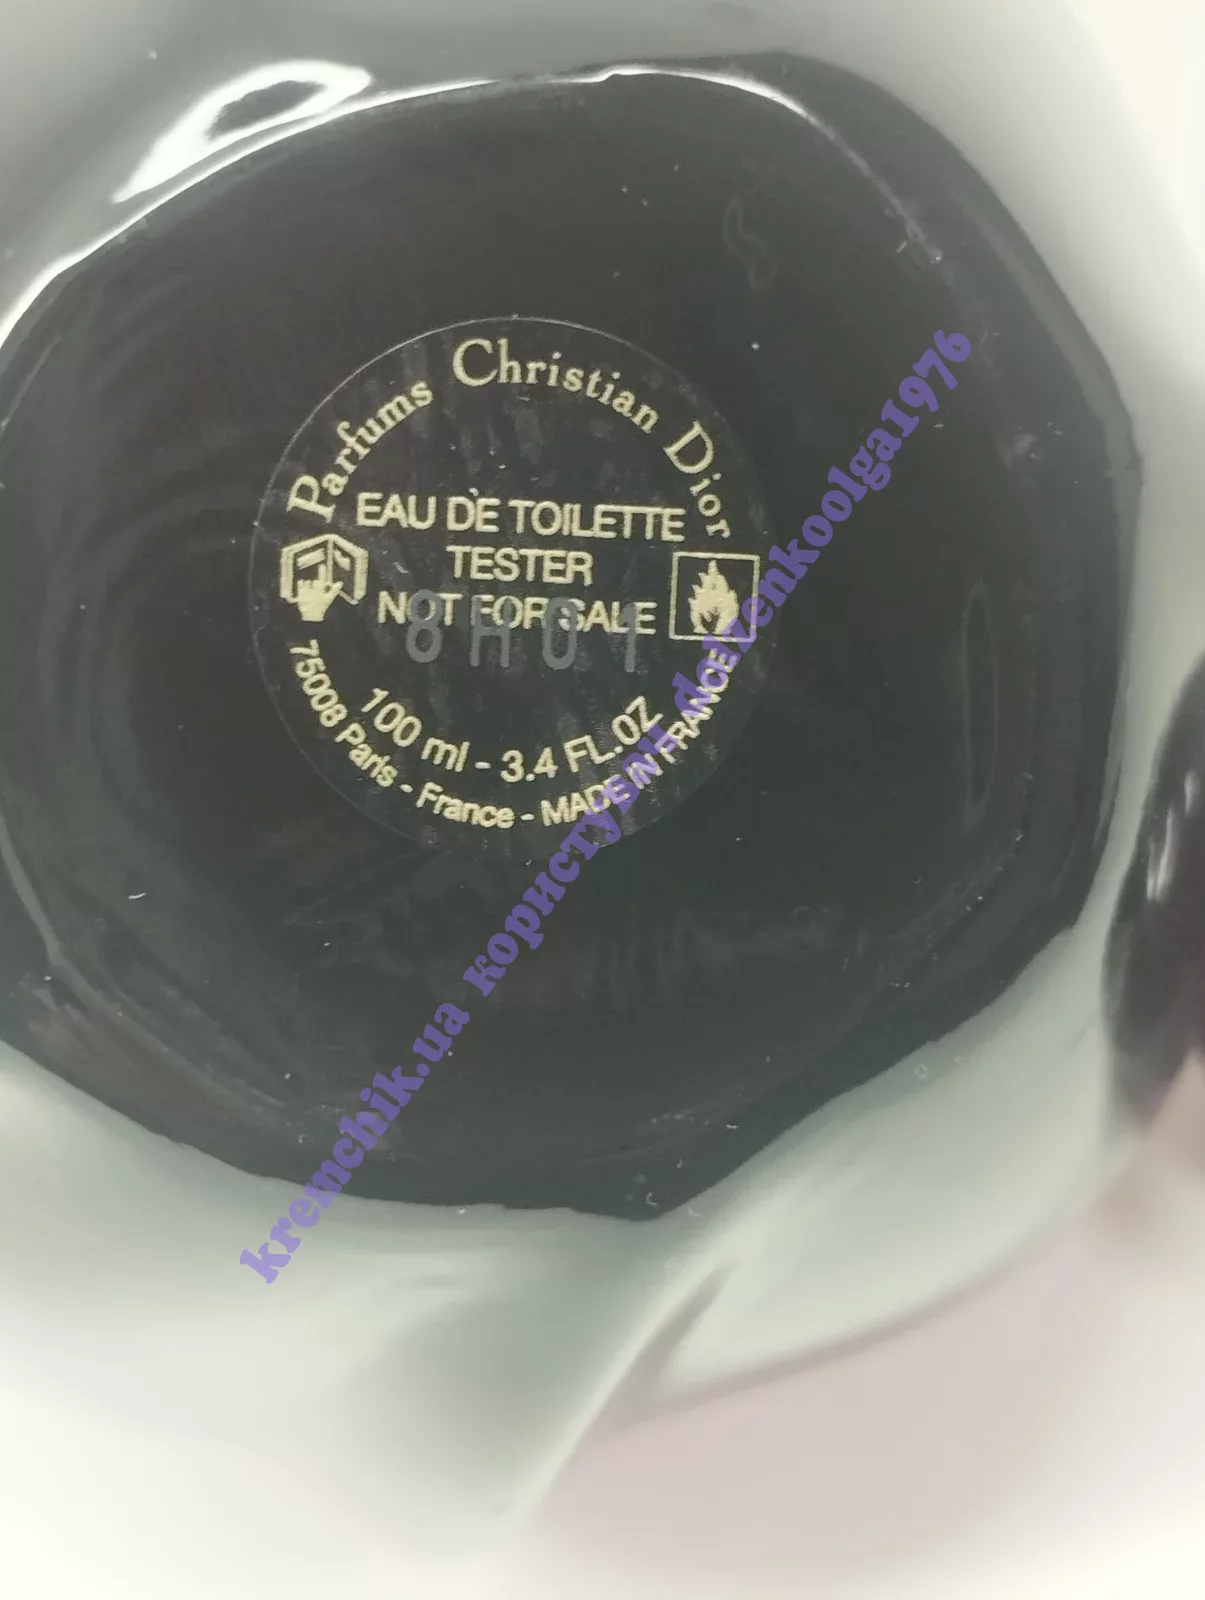 Parfums Christian Dior
EAU DE TOILETTE
TESTER
NOT FOR SALE
8H01
100 ml - 3.4 FL.OZ
75008 Paris - France - MADE IN FRANCE
kremchik.ua користувач dotzenkoolga1976